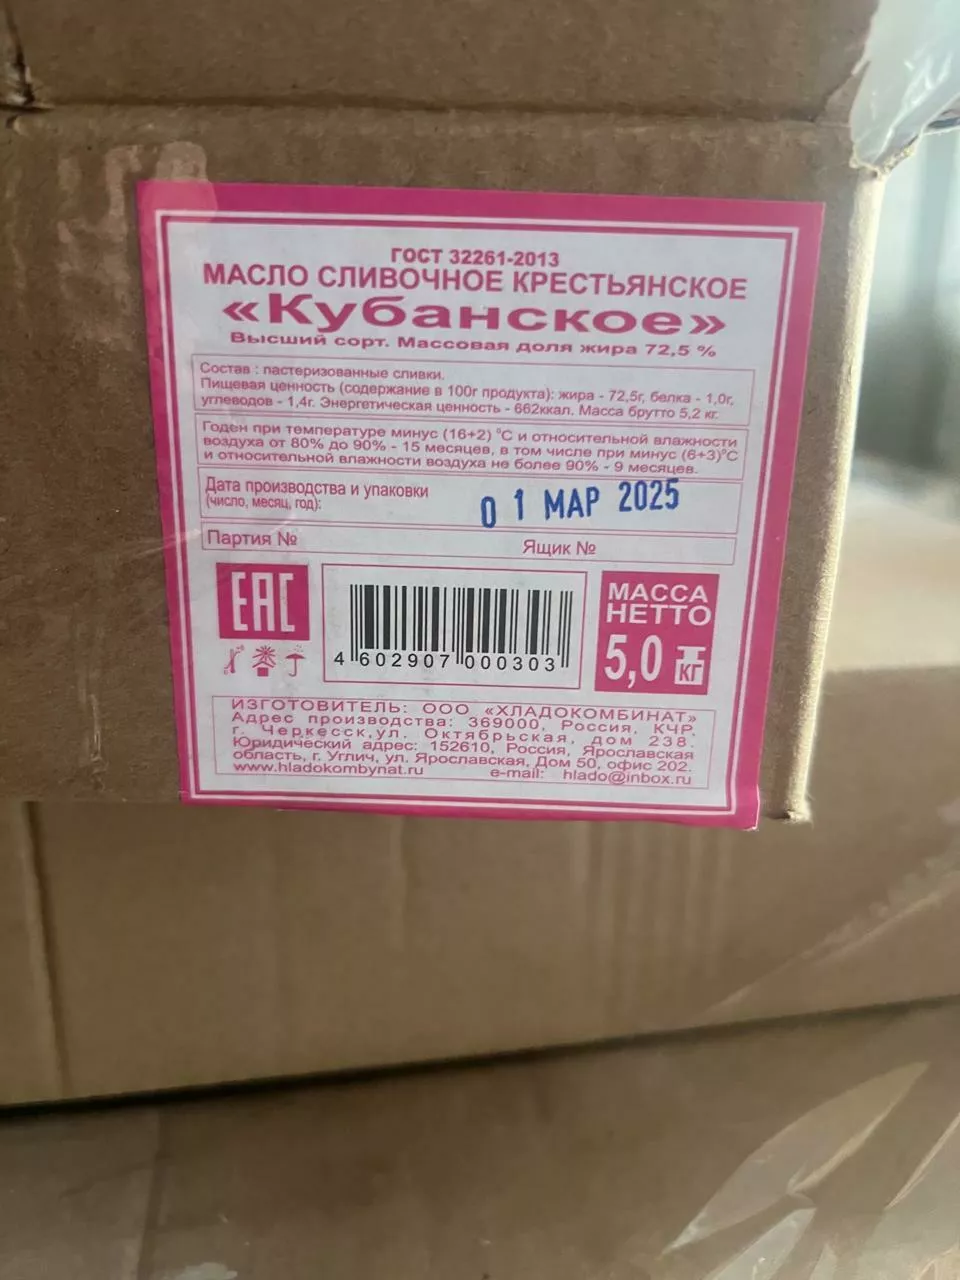 ГОСТ 32261-2013
МАСЛО СЛИВОЧНОЕ КРЕСТЬЯНСКОЕ
«Кубанское»
Высший сорт. Массовая доля жира 72,5 %
Состав : пастеризованные сливки.
Пищевая ценность (содержание в 100г продукта): жира - 72,5г, белка - 1,0г,
углеводов - 1,4г. Энергетическая ценность - 662ккал. Масса брутто 5,2 кг.
Годен при температуре минус (16+2) °С и относительной влажности
воздуха от 80% до 90% - 15 месяцев, в том числе при минус (6+3)°С
и относительной влажности воздуха не более 90% - 9 месяцев.
Дата производства и упаковки
(число, месяц, год):
0 1 МАР 2025
Партия № Ящик №
ЕАС
4 602907 000303
МАССА
НЕТТО
5,0 кг
ИЗГОТОВИТЕЛЬ: ООО «ХЛАДОКОМБИНАТ»
Адрес производства: 369000, Россия, КЧР,
г. Черкесск,ул. Октябрьская, дом 238.
Юридический адрес: 152610, Россия, Ярославская
область, г. Углич, ул. Ярославская, Дом 50, офис 202.
www.hladokombynat.ru e-mail: hlado@inbox.ru